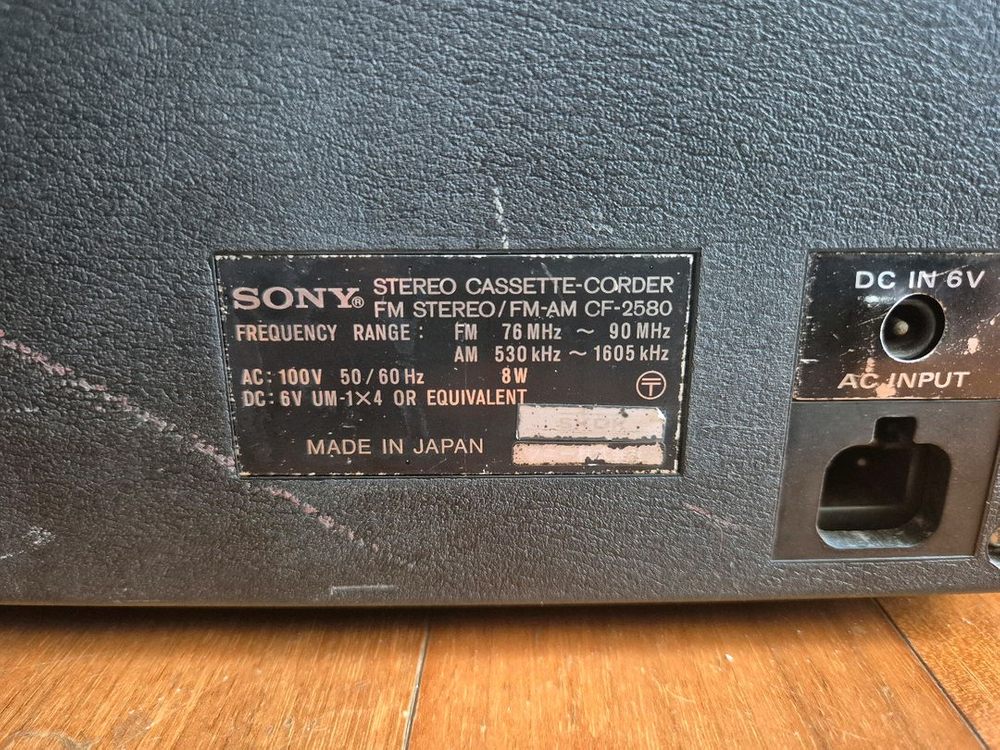 SONY® STEREO CASSETTE-CORDER
FM STEREO/FM-AM CF-2580
FREQUENCY RANGE : FM 76 MHz ~ 90 MHz
AM 530 kHz ~ 1605 kHz
AC: 100V 50/60 Hz 8W
DC: 6V UM-1×4 OR EQUIVALENT
MADE IN JAPAN
DC IN 6V
AC INPUT